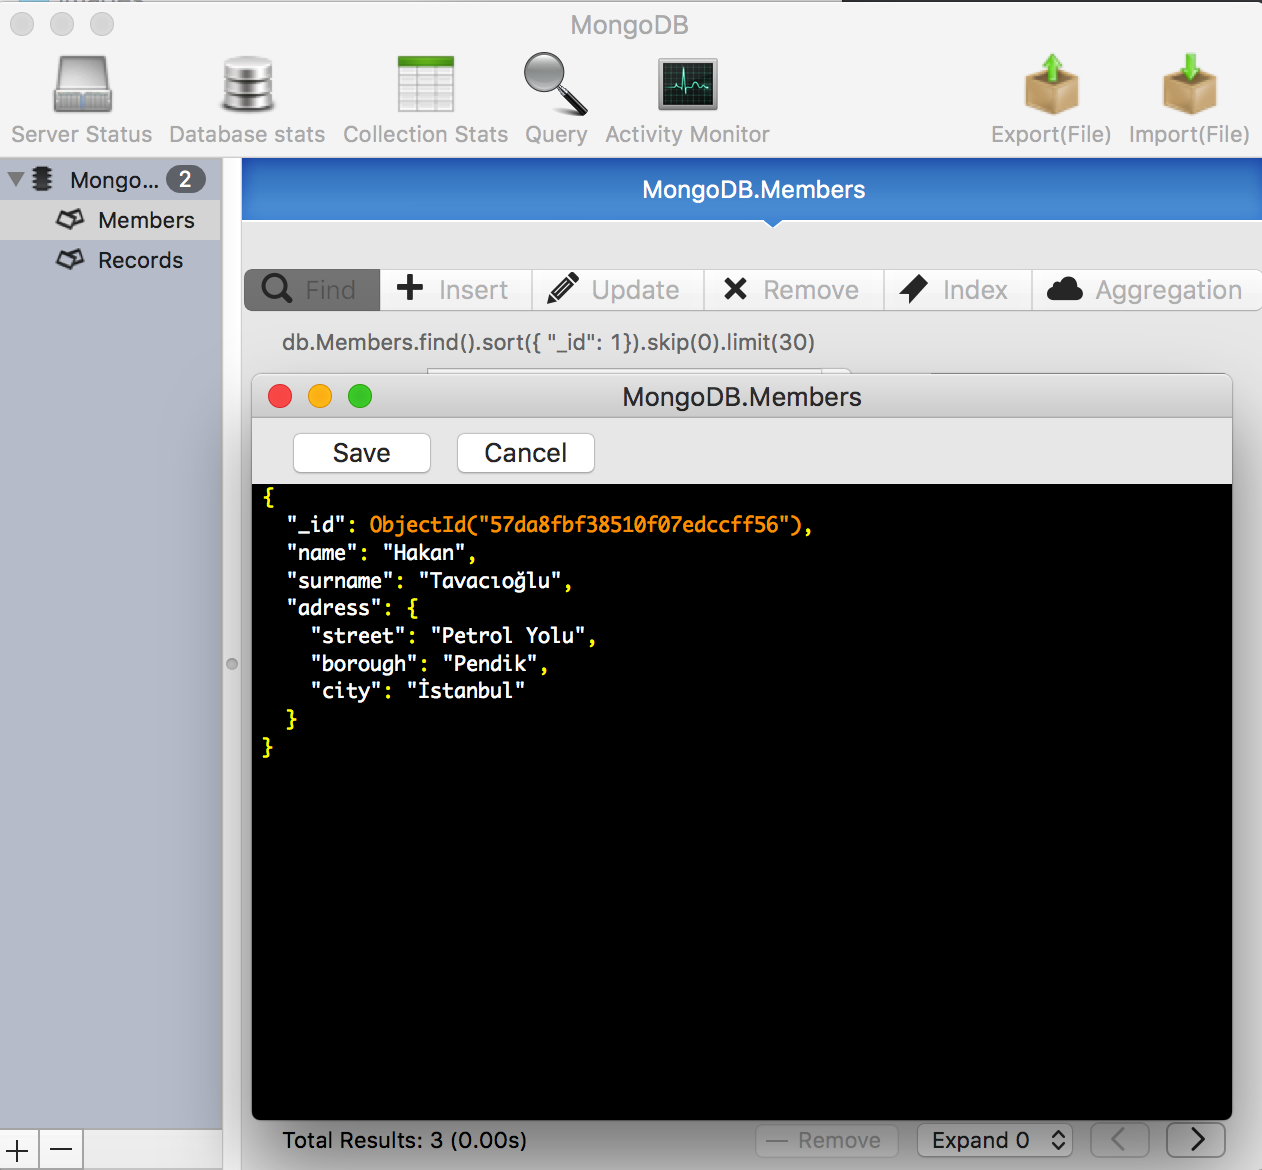 MongoDB
Server Status Database stats Collection Stats Query Activity Monitor Export(File) Import(File)
Mongo... 2
Members
Records
MongoDB.Members
Find Insert Update Remove Index Aggregation
db.Members.find().sort({ "_id": 1}).skip(0).limit(30)
MongoDB.Members
Save Cancel
{
"_id": ObjectId("57da8fbf38510f07edccff56"),
"name": "Hakan",
"surname": "Tavacıoğlu",
"adress": {
"street": "Petrol Yolu",
"borough": "Pendik",
"city": "İstanbul"
}
}
Total Results: 3 (0.00s) — Remove Expand 0